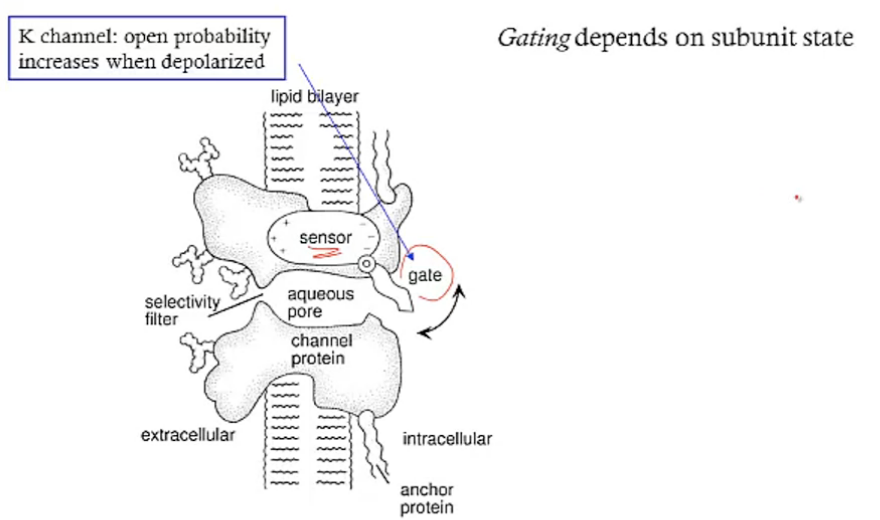 K channel: open probability
increases when depolarized
Gating depends on subunit state
lipid bilayer
sensor
gate
selectivity
filter
aqueous
pore
channel
protein
extracellular
intracellular
anchor
protein